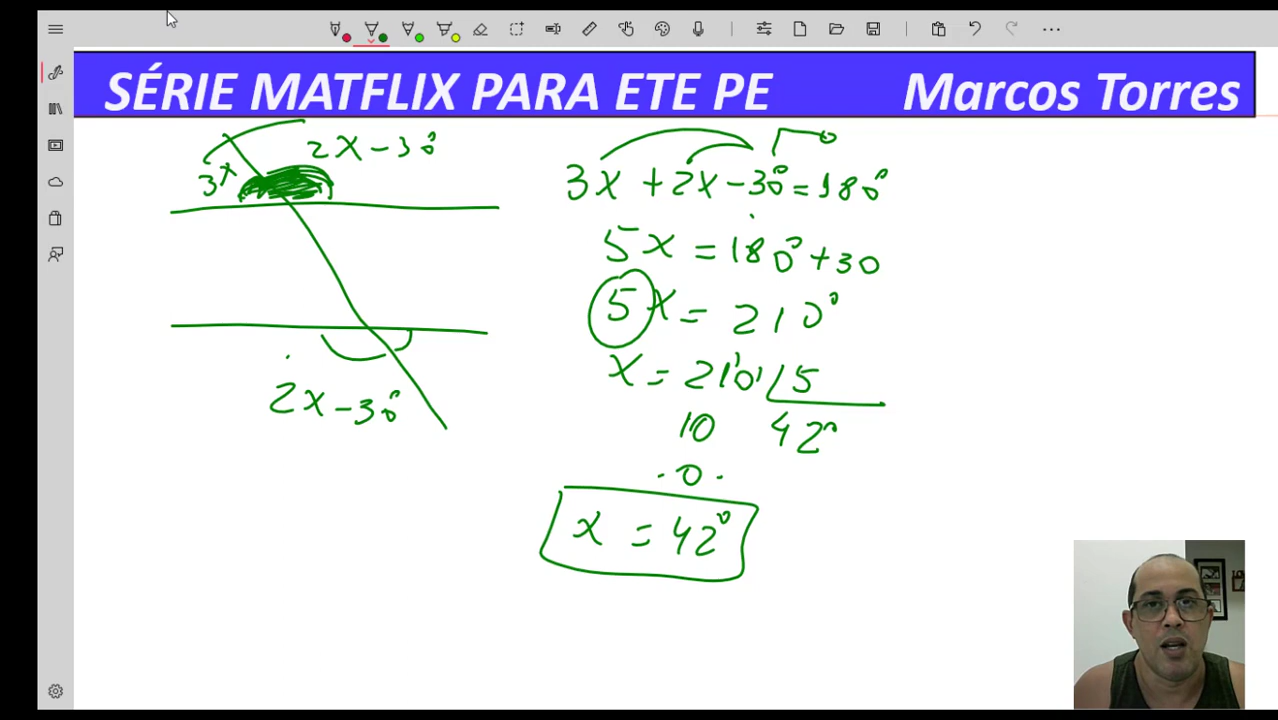 SÉRIE MATFLIX PARA ETE PE Marcos Torres
2x-30°
3x
3x+2x-30°=180°
5x=180°+30
5x=210°
x=210 5
10 42°
0
x=42°
2x-30°